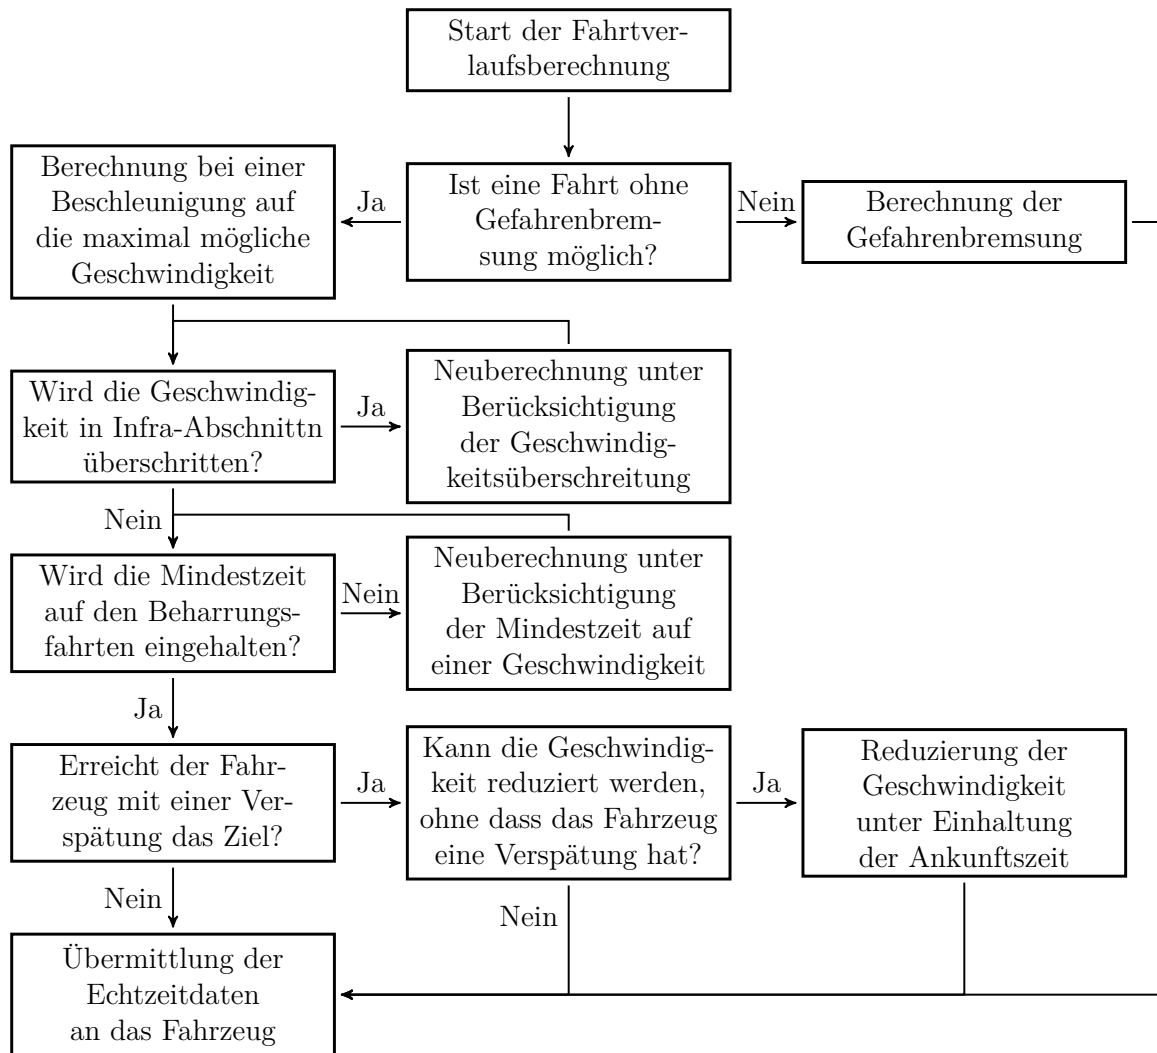 Start der Fahrtver-
laufsberechnung
Berechnung bei einer
Beschleunigung auf
die maximal mögliche
Geschwindigkeit
Ja
Ist eine Fahrt ohne
Gefahrenbrem-
sung möglich?
Nein
Berechnung der
Gefahrenbremsung
Wird die Geschwindig-
keit in Infra-Abschnittn
überschritten?
Ja
Neuberechnung unter
Berücksichtigung
der Geschwindig-
keitsüberschreitung
Nein
Wird die Mindestzeit
auf den Beharrungs-
fahrten eingehalten?
Nein
Neuberechnung unter
Berücksichtigung
der Mindestzeit auf
einer Geschwindigkeit
Ja
Erreicht der Fahr-
zeug mit einer Ver-
spätung das Ziel?
Ja
Kann die Geschwindig-
keit reduziert werden,
ohne dass das Fahrzeug
eine Verspätung hat?
Ja
Reduzierung der
Geschwindigkeit
unter Einhaltung
der Ankunftszeit
Nein
Nein
Übermittlung der
Echtzeitdaten
an das Fahrzeug